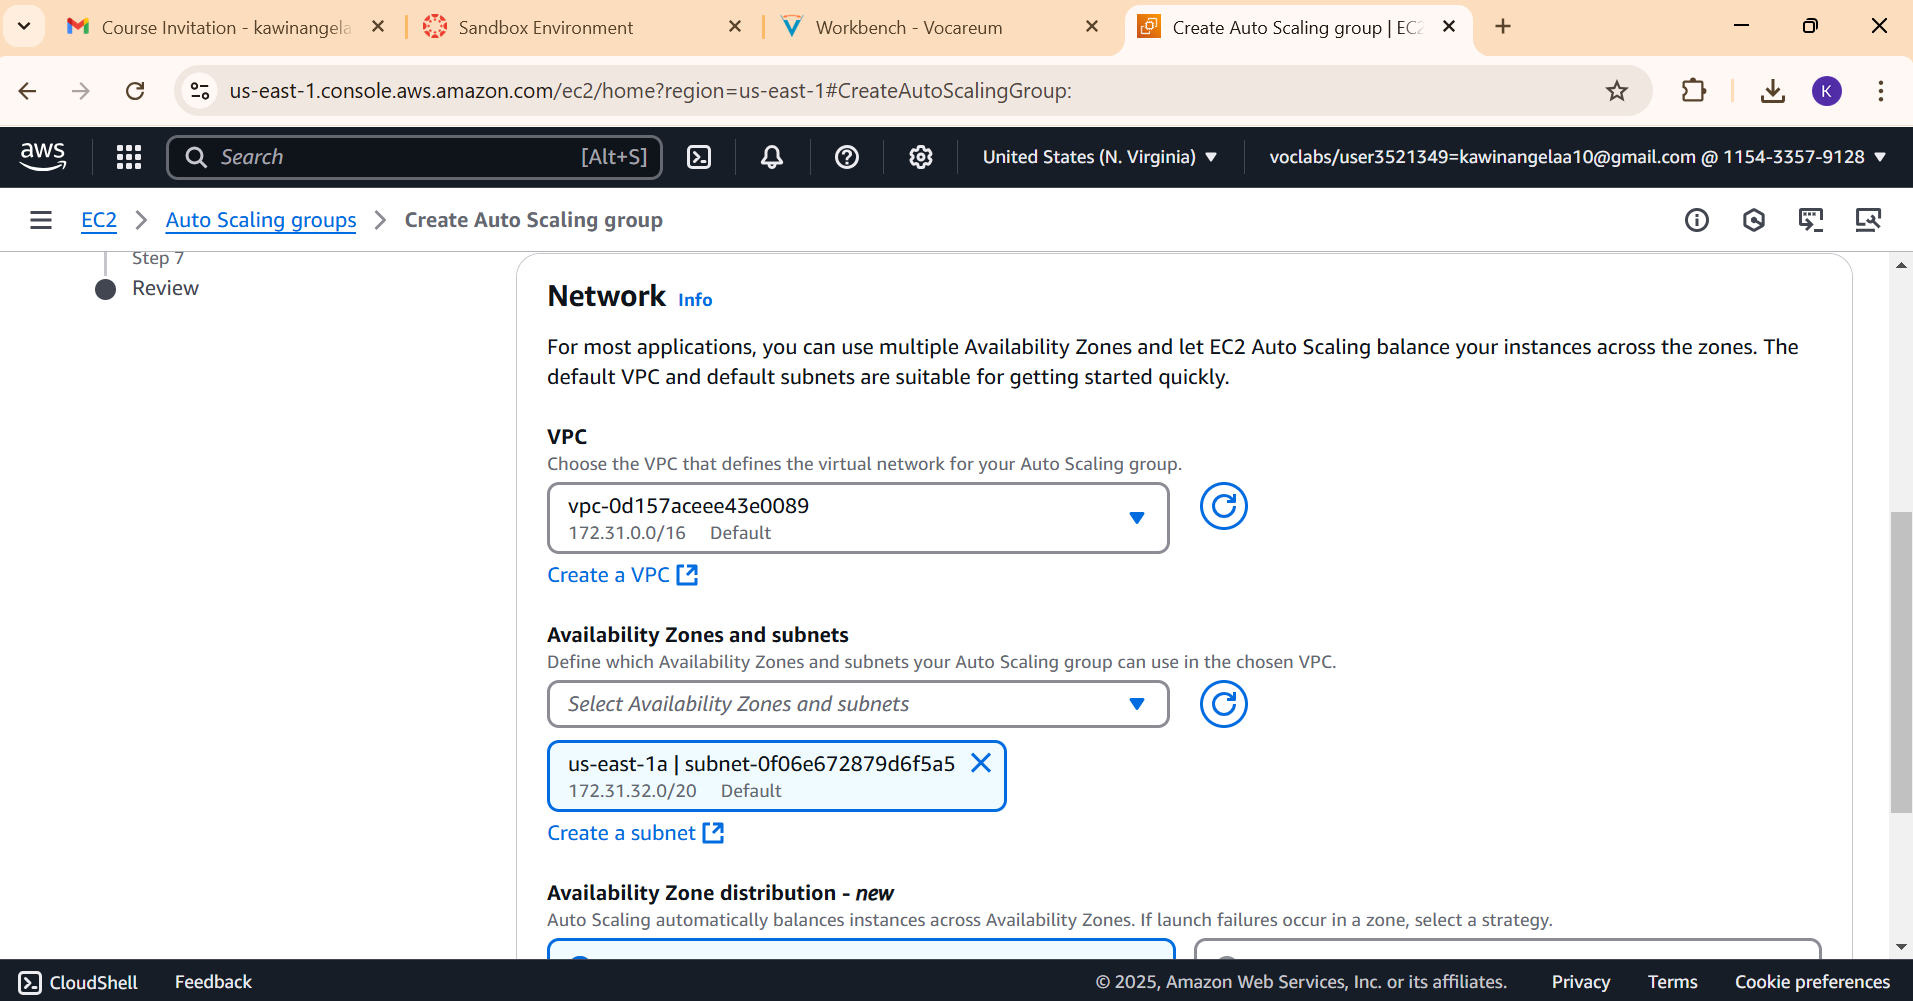 Course Invitation - kawinangela
Sandbox Environment
Workbench - Vocareum
Create Auto Scaling group | EC2
us-east-1.console.aws.amazon.com/ec2/home?region=us-east-1#CreateAutoScalingGroup:
K
aws
Search
[Alt+S]
United States (N. Virginia)
voclabs/user3521349=kawinangelaa10@gmail.com @ 1154-3357-9128
EC2
Auto Scaling groups
Create Auto Scaling group
Step 7
Review
Network
Info
For most applications, you can use multiple Availability Zones and let EC2 Auto Scaling balance your instances across the zones. The
default VPC and default subnets are suitable for getting started quickly.
VPC
Choose the VPC that defines the virtual network for your Auto Scaling group.
vpc-0d157aceee43e0089
172.31.0.0/16 Default
Create a VPC
Availability Zones and subnets
Define which Availability Zones and subnets your Auto Scaling group can use in the chosen VPC.
Select Availability Zones and subnets
us-east-1a | subnet-0f06e672879d6f5a5
172.31.32.0/20 Default
Create a subnet
Availability Zone distribution - new
Auto Scaling automatically balances instances across Availability Zones. If launch failures occur in a zone, select a strategy.
CloudShell
Feedback
© 2025, Amazon Web Services, Inc. or its affiliates.
Privacy
Terms
Cookie preferences